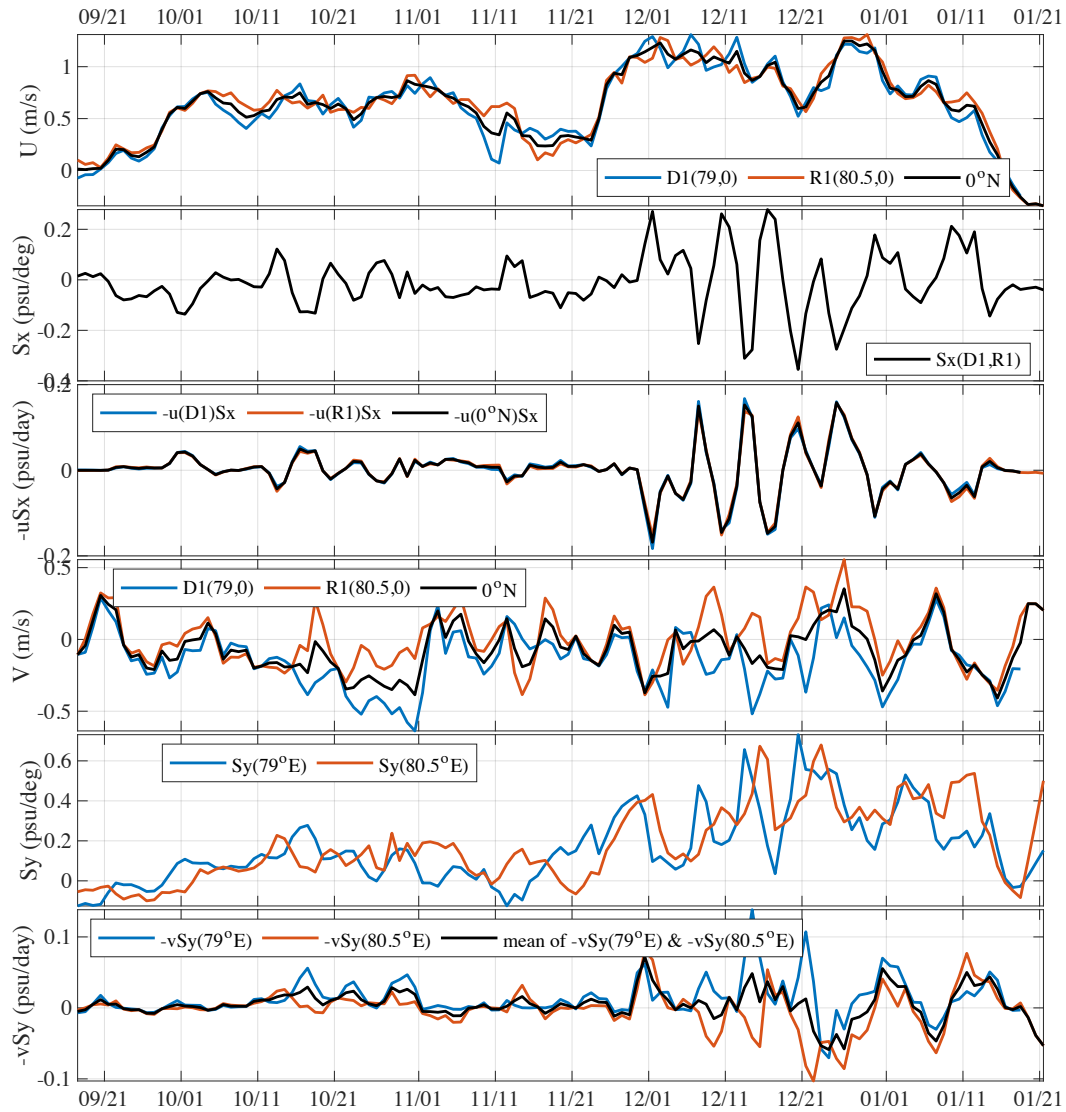 09/21 10/01 10/11 10/21 11/01 11/11 11/21 12/01 12/11 12/21 01/01 01/11 01/21
1
0.5
0
U (m/s)
D1(79,0) R1(80.5,0) 0°N
0.2
0
-0.2
-0.4
Sx (psu/deg)
Sx(D1,R1)
0.2
0
-0.2
-uSx (psu/day)
-u(D1)Sx -u(R1)Sx -u(0°N)Sx
0.5
0
-0.5
V (m/s)
D1(79,0) R1(80.5,0) 0°N
0.6
0.4
0.2
0
Sy (psu/deg)
Sy(79°E) Sy(80.5°E)
0.1
0
-0.1
-vSy (psu/day)
-vSy(79°E) -vSy(80.5°E) mean of -vSy(79°E) & -vSy(80.5°E)
09/21 10/01 10/11 10/21 11/01 11/11 11/21 12/01 12/11 12/21 01/01 01/11 01/21